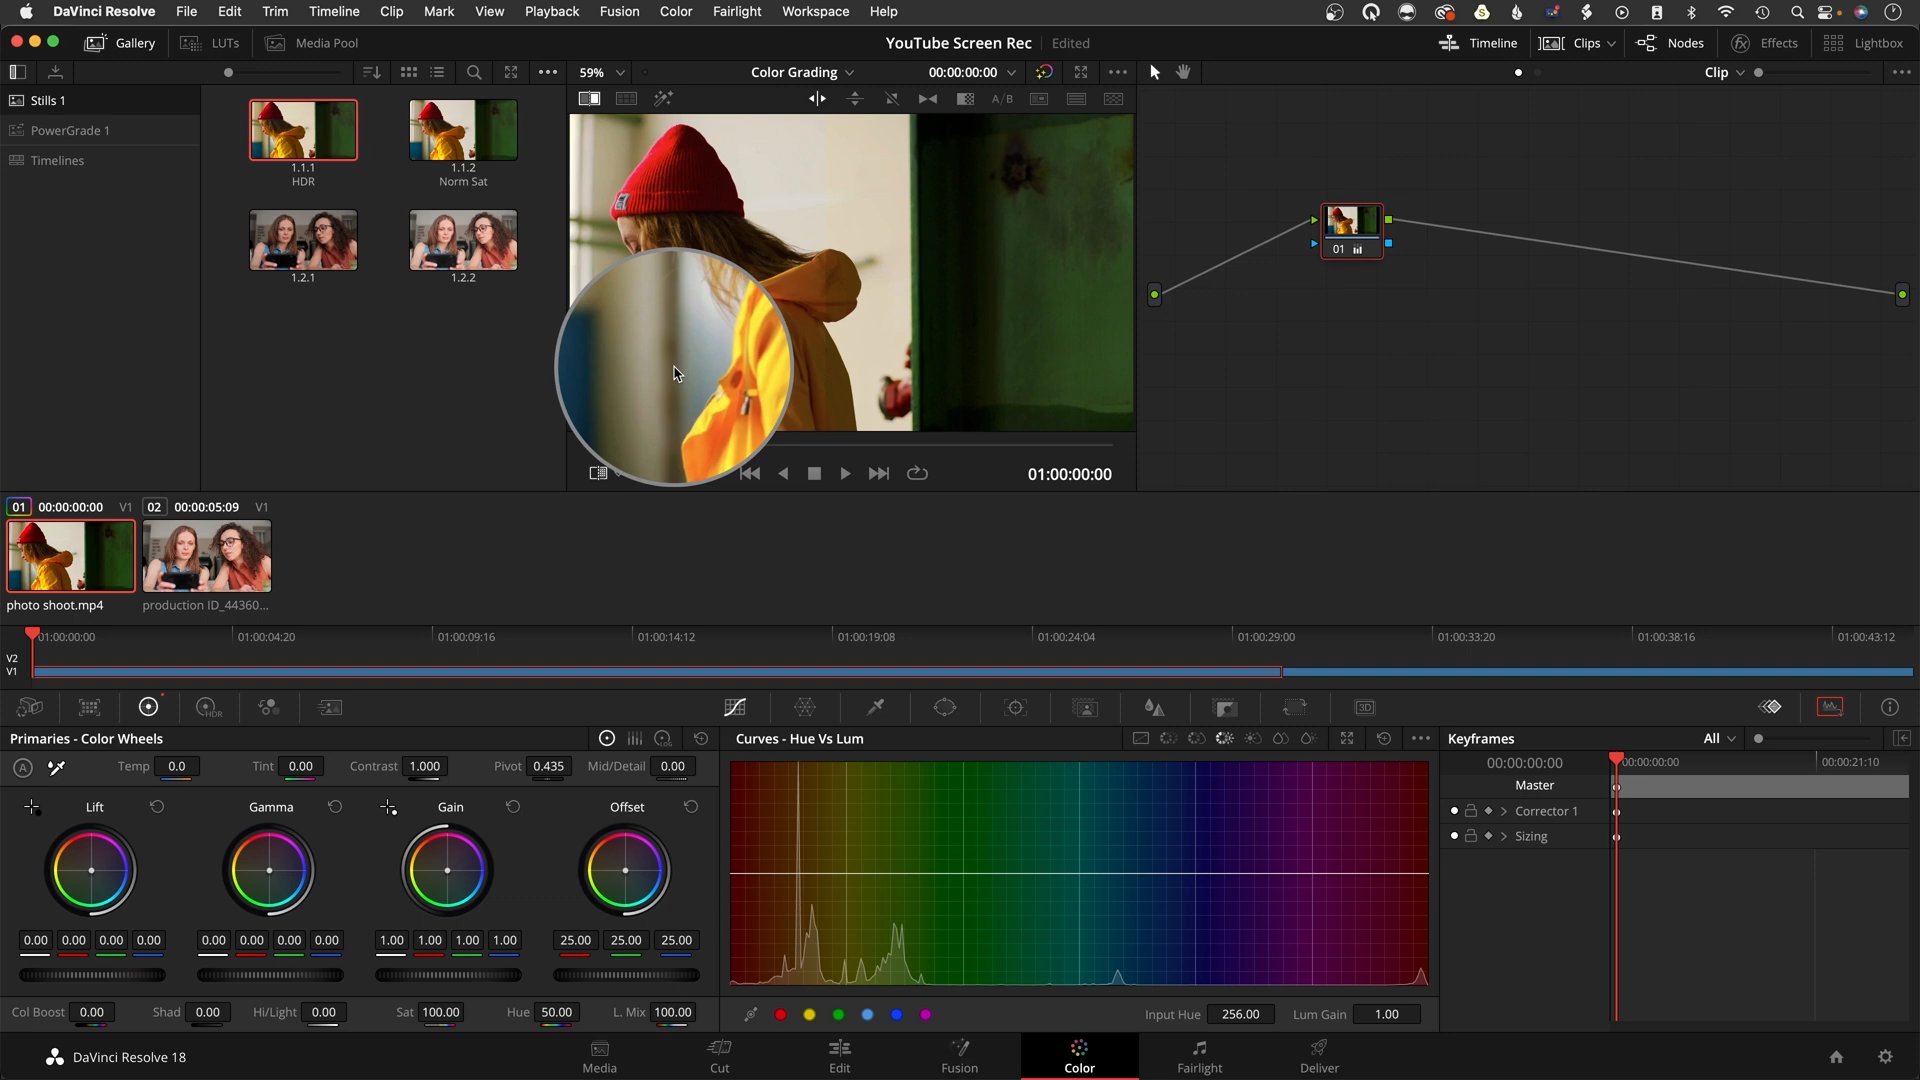 DaVinci Resolve File Edit Trim Timeline Clip Mark View Playback Fusion Color Fairlight Workspace Help
Gallery LUTs Media Pool YouTube Screen Rec Edited Timeline Clips Nodes Effects Lightbox
59% Color Grading 00:00:00:00 Clip
Stills 1
PowerGrade 1
Timelines
A/B
1.1.1
HDR
1.1.2
Norm Sat
1.2.1
1.2.2
01
01:00:00:00
01 00:00:00:00 V1 02 00:00:05:09 V1
photo shoot.mp4 production ID_44360...
01:00:00:00 01:00:04:20 01:00:09:16 01:00:14:12 01:00:19:08 01:00:24:04 01:00:29:00 01:00:33:20 01:00:38:16 01:00:43:12
V2
V1
HDR 3D
Primaries - Color Wheels LOG Curves - Hue Vs Lum Keyframes All
A Temp 0.0 Tint 0.00 Contrast 1.000 Pivot 0.435 Mid/Detail 0.00
00:00:00:00 00:00:00:00 00:00:21:10
Master
Corrector 1
Sizing
Lift Gamma Gain Offset
0.00 0.00 0.00 0.00 0.00 0.00 0.00 0.00 1.00 1.00 1.00 1.00 25.00 25.00 25.00
Col Boost 0.00 Shad 0.00 Hi/Light 0.00 Sat 100.00 Hue 50.00 L. Mix 100.00
Input Hue 256.00 Lum Gain 1.00
DaVinci Resolve 18
Media Cut Edit Fusion Color Fairlight Deliver